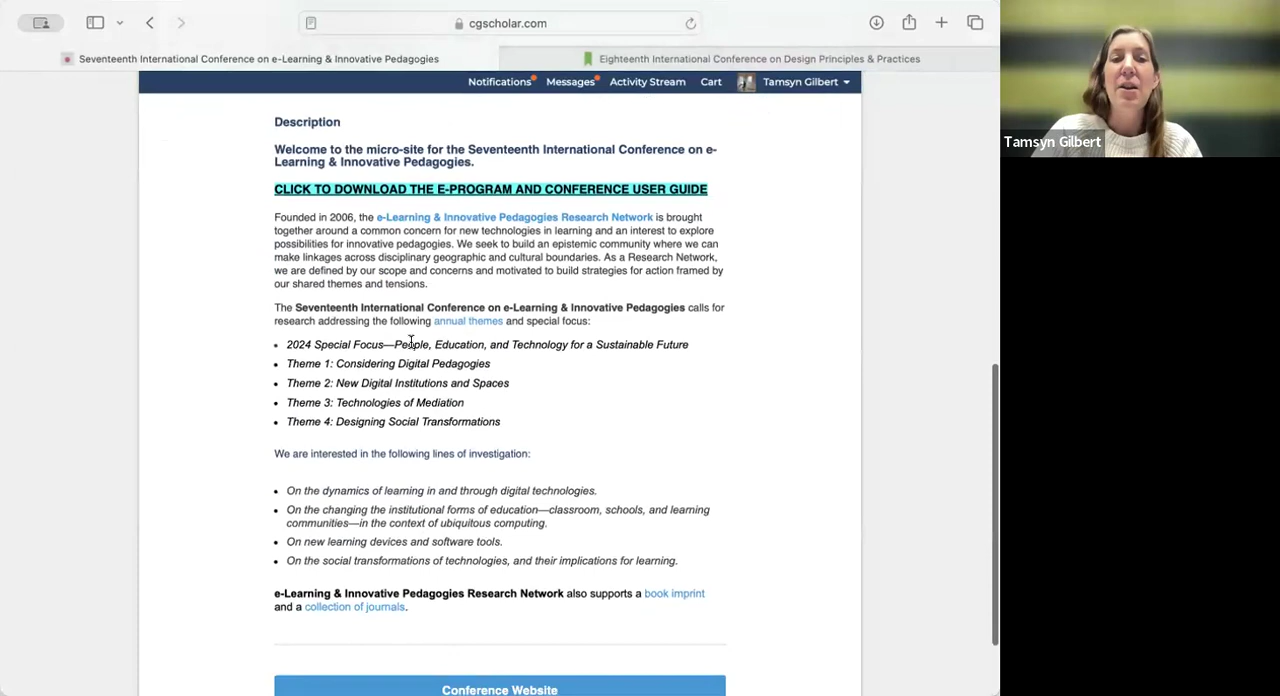 cgscholar.com
Seventeenth International Conference on e-Learning & Innovative Pedagogies
Eighteenth International Conference on Design Principles & Practices
Notifications Messages Activity Stream Cart Tamsyn Gilbert
Tamsyn Gilbert
Description
Welcome to the micro-site for the Seventeenth International Conference on e-
Learning & Innovative Pedagogies.
CLICK TO DOWNLOAD THE E-PROGRAM AND CONFERENCE USER GUIDE
Founded in 2006, the e-Learning & Innovative Pedagogies Research Network is brought
together around a common concern for new technologies in learning and an interest to explore
possibilities for innovative pedagogies. We seek to build an epistemic community where we can
make linkages across disciplinary geographic and cultural boundaries. As a Research Network,
we are defined by our scope and concerns and motivated to build strategies for action framed by
our shared themes and tensions.
The Seventeenth International Conference on e-Learning & Innovative Pedagogies calls for
research addressing the following annual themes and special focus:
• 2024 Special Focus—People, Education, and Technology for a Sustainable Future
• Theme 1: Considering Digital Pedagogies
• Theme 2: New Digital Institutions and Spaces
• Theme 3: Technologies of Mediation
• Theme 4: Designing Social Transformations
We are interested in the following lines of investigation:
• On the dynamics of learning in and through digital technologies.
• On the changing the institutional forms of education—classroom, schools, and learning
communities—in the context of ubiquitous computing.
• On new learning devices and software tools.
• On the social transformations of technologies, and their implications for learning.
e-Learning & Innovative Pedagogies Research Network also supports a book imprint
and a collection of journals.
Conference Website